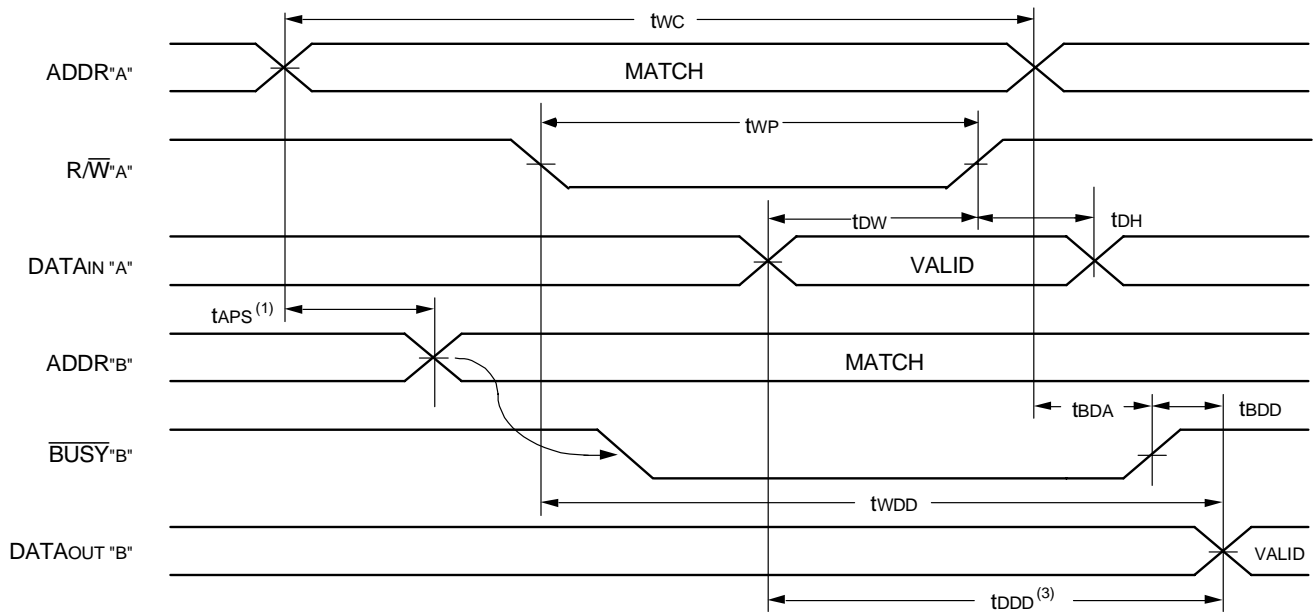 tWC
ADDR"A"
MATCH
tWP
R/W"A"
tDW
tDH
DATAIN "A"
VALID
tAPS(1)
ADDR"B"
MATCH
tBDA
tBDD
BUSY"B"
tWDD
DATAOUT "B"
VALID
tDDD(3)